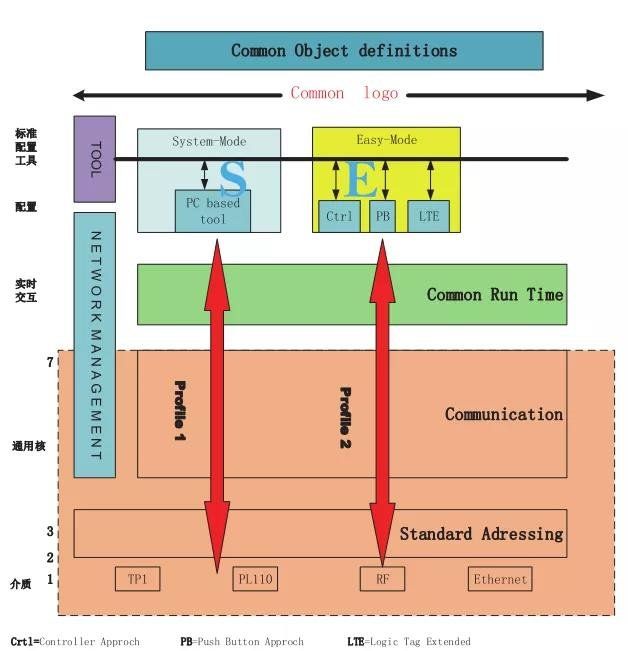 Common Object definitions
Common logo
标准
配置
工具
TOOL
System-Mode
Easy-Mode
S
E
配置
PC based
tool
Ctrl
PB
LTE
NETWORK MANAGEMENT
实时
交互
Common Run Time
7
Profile 1
Profile 2
Communication
通用核
3
Standard Adressing
2
介质
1
TP1
PL110
RF
Ethernet
Crtl=Controller Approch PB=Push Button Approch LTE=Logic Tag Extended